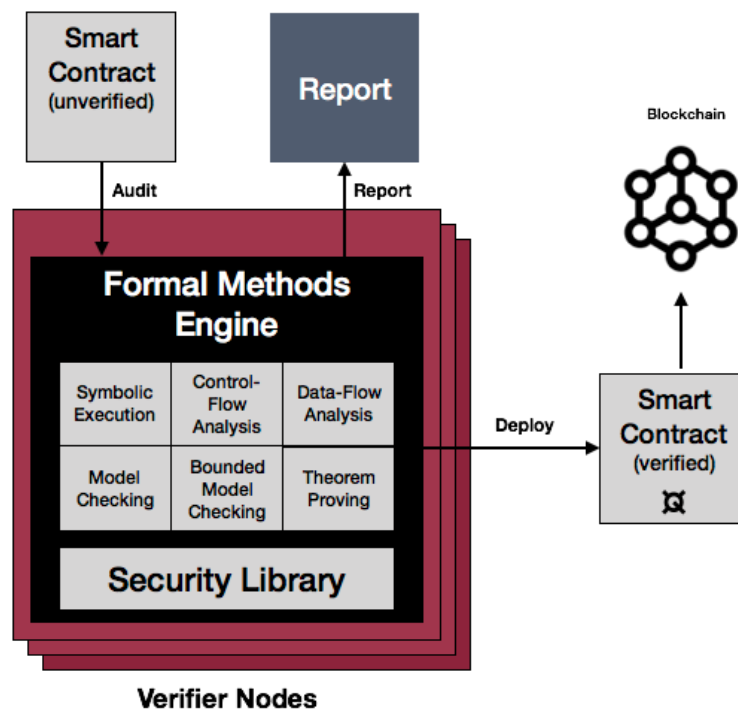 Smart
Contract
(unverified)
Report
Blockchain
Audit
Report
Formal Methods
Engine
Symbolic
Execution
Control-
Flow
Analysis
Data-Flow
Analysis
Model
Checking
Bounded
Model
Checking
Theorem
Proving
Security Library
Deploy
Smart
Contract
(verified)
Verifier Nodes